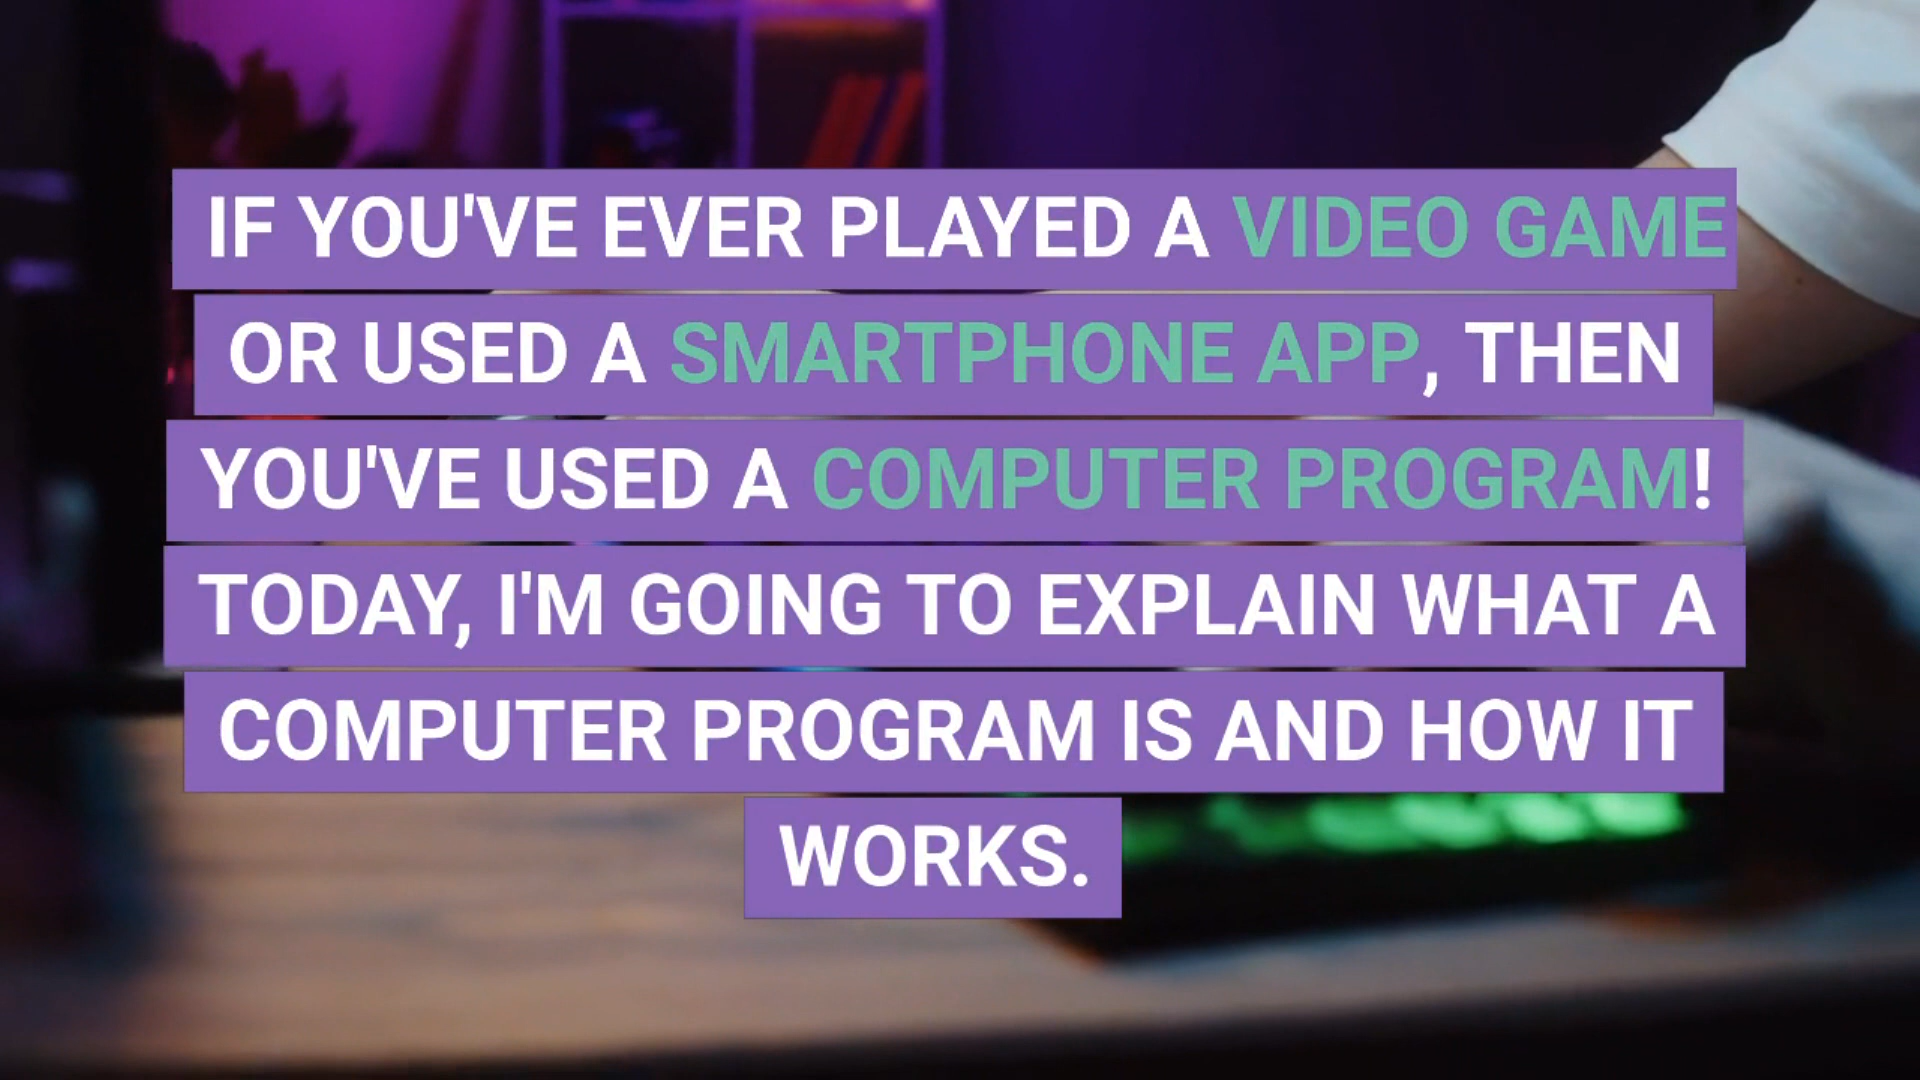 IF YOU'VE EVER PLAYED A VIDEO GAME
OR USED A SMARTPHONE APP, THEN
YOU'VE USED A COMPUTER PROGRAM!
TODAY, I'M GOING TO EXPLAIN WHAT A
COMPUTER PROGRAM IS AND HOW IT
WORKS.